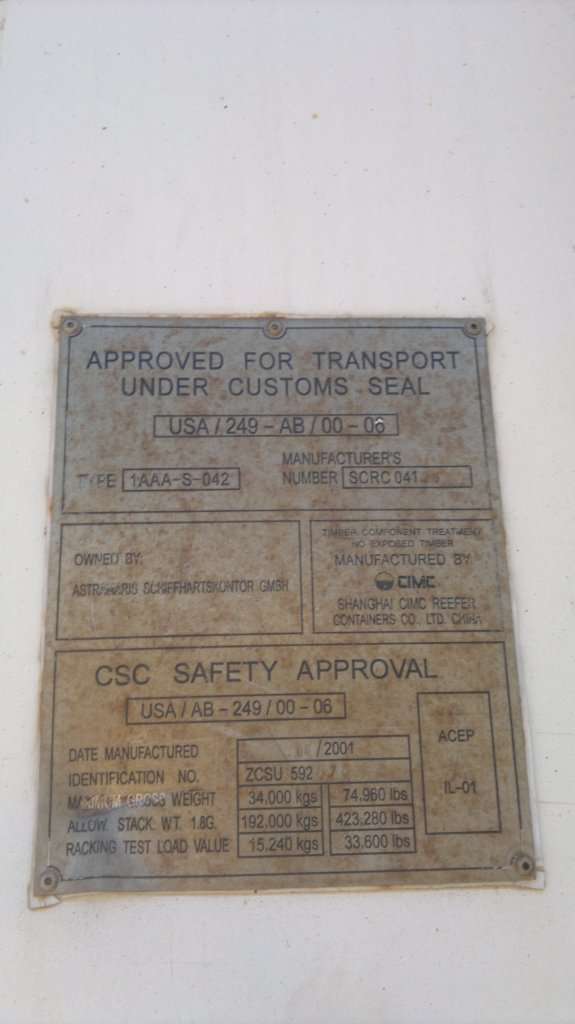 APPROVED FOR TRANSPORT
UNDER CUSTOMS SEAL
USA / 249 - AB / 00 - 06
TYPE 1AAA-S-042
MANUFACTURER'S
NUMBER SCRC 041
OWNED BY:
ASTRAMARIS SCHIFFHARTSKONTOR GMBH
TIMBER COMPONENT TREATMENT
NO EXPOSED TIMBER
MANUFACTURED BY
CIMC
SHANGHAI CIMC REEFER
CONTAINERS CO., LTD. CHINA
CSC SAFETY APPROVAL
USA / AB - 249 / 00 - 06
DATE MANUFACTURED /2001
IDENTIFICATION NO. ZCSU 592
MAXIMUM GROSS WEIGHT 34.000 kgs 74.960 lbs
ALLOW. STACK. WT. 1.8G. 192.000 kgs 423.280 lbs
RACKING TEST LOAD VALUE 15.240 kgs 33.600 lbs
ACEP
IL-01